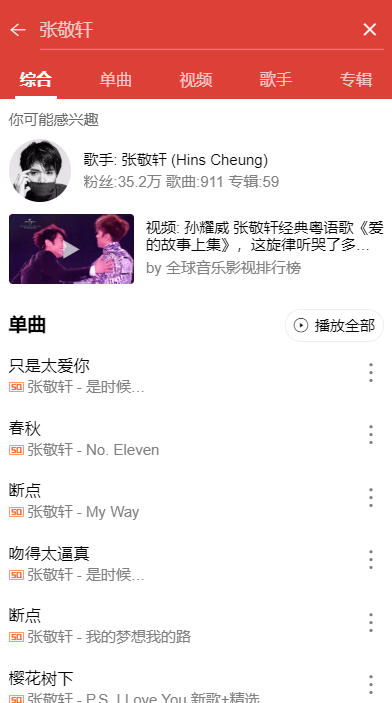 张敬轩
综合 单曲 视频 歌手 专辑
你可能感兴趣
歌手: 张敬轩 (Hins Cheung)
粉丝:35.2万 歌曲:911 专辑:59
视频: 孙耀威 张敬轩经典粤语歌《爱
的故事上集》，这旋律听哭了多...
by 全球音乐影视排行榜
单曲
播放全部
只是太爱你
SQ 张敬轩 - 是时候...
春秋
SQ 张敬轩 - No. Eleven
断点
SQ 张敬轩 - My Way
吻得太逼真
SQ 张敬轩 - 是时候...
断点
SQ 张敬轩 - 我的梦想我的路
樱花树下
SQ 张敬轩 - P.S. I Love You 新歌+精选